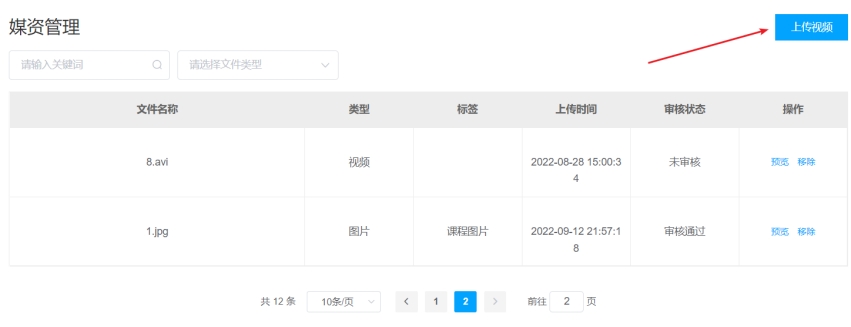 媒资管理
上传视频
请输入关键词
请选择文件类型
文件名称 类型 标签 上传时间 审核状态 操作
8.avi 视频 2022-08-28 15:00:3 未审核 预览 移除
4
1.jpg 图片 课程图片 2022-09-12 21:57:1 审核通过 预览 移除
8
共 12 条 10条/页 1 2 前往 2 页